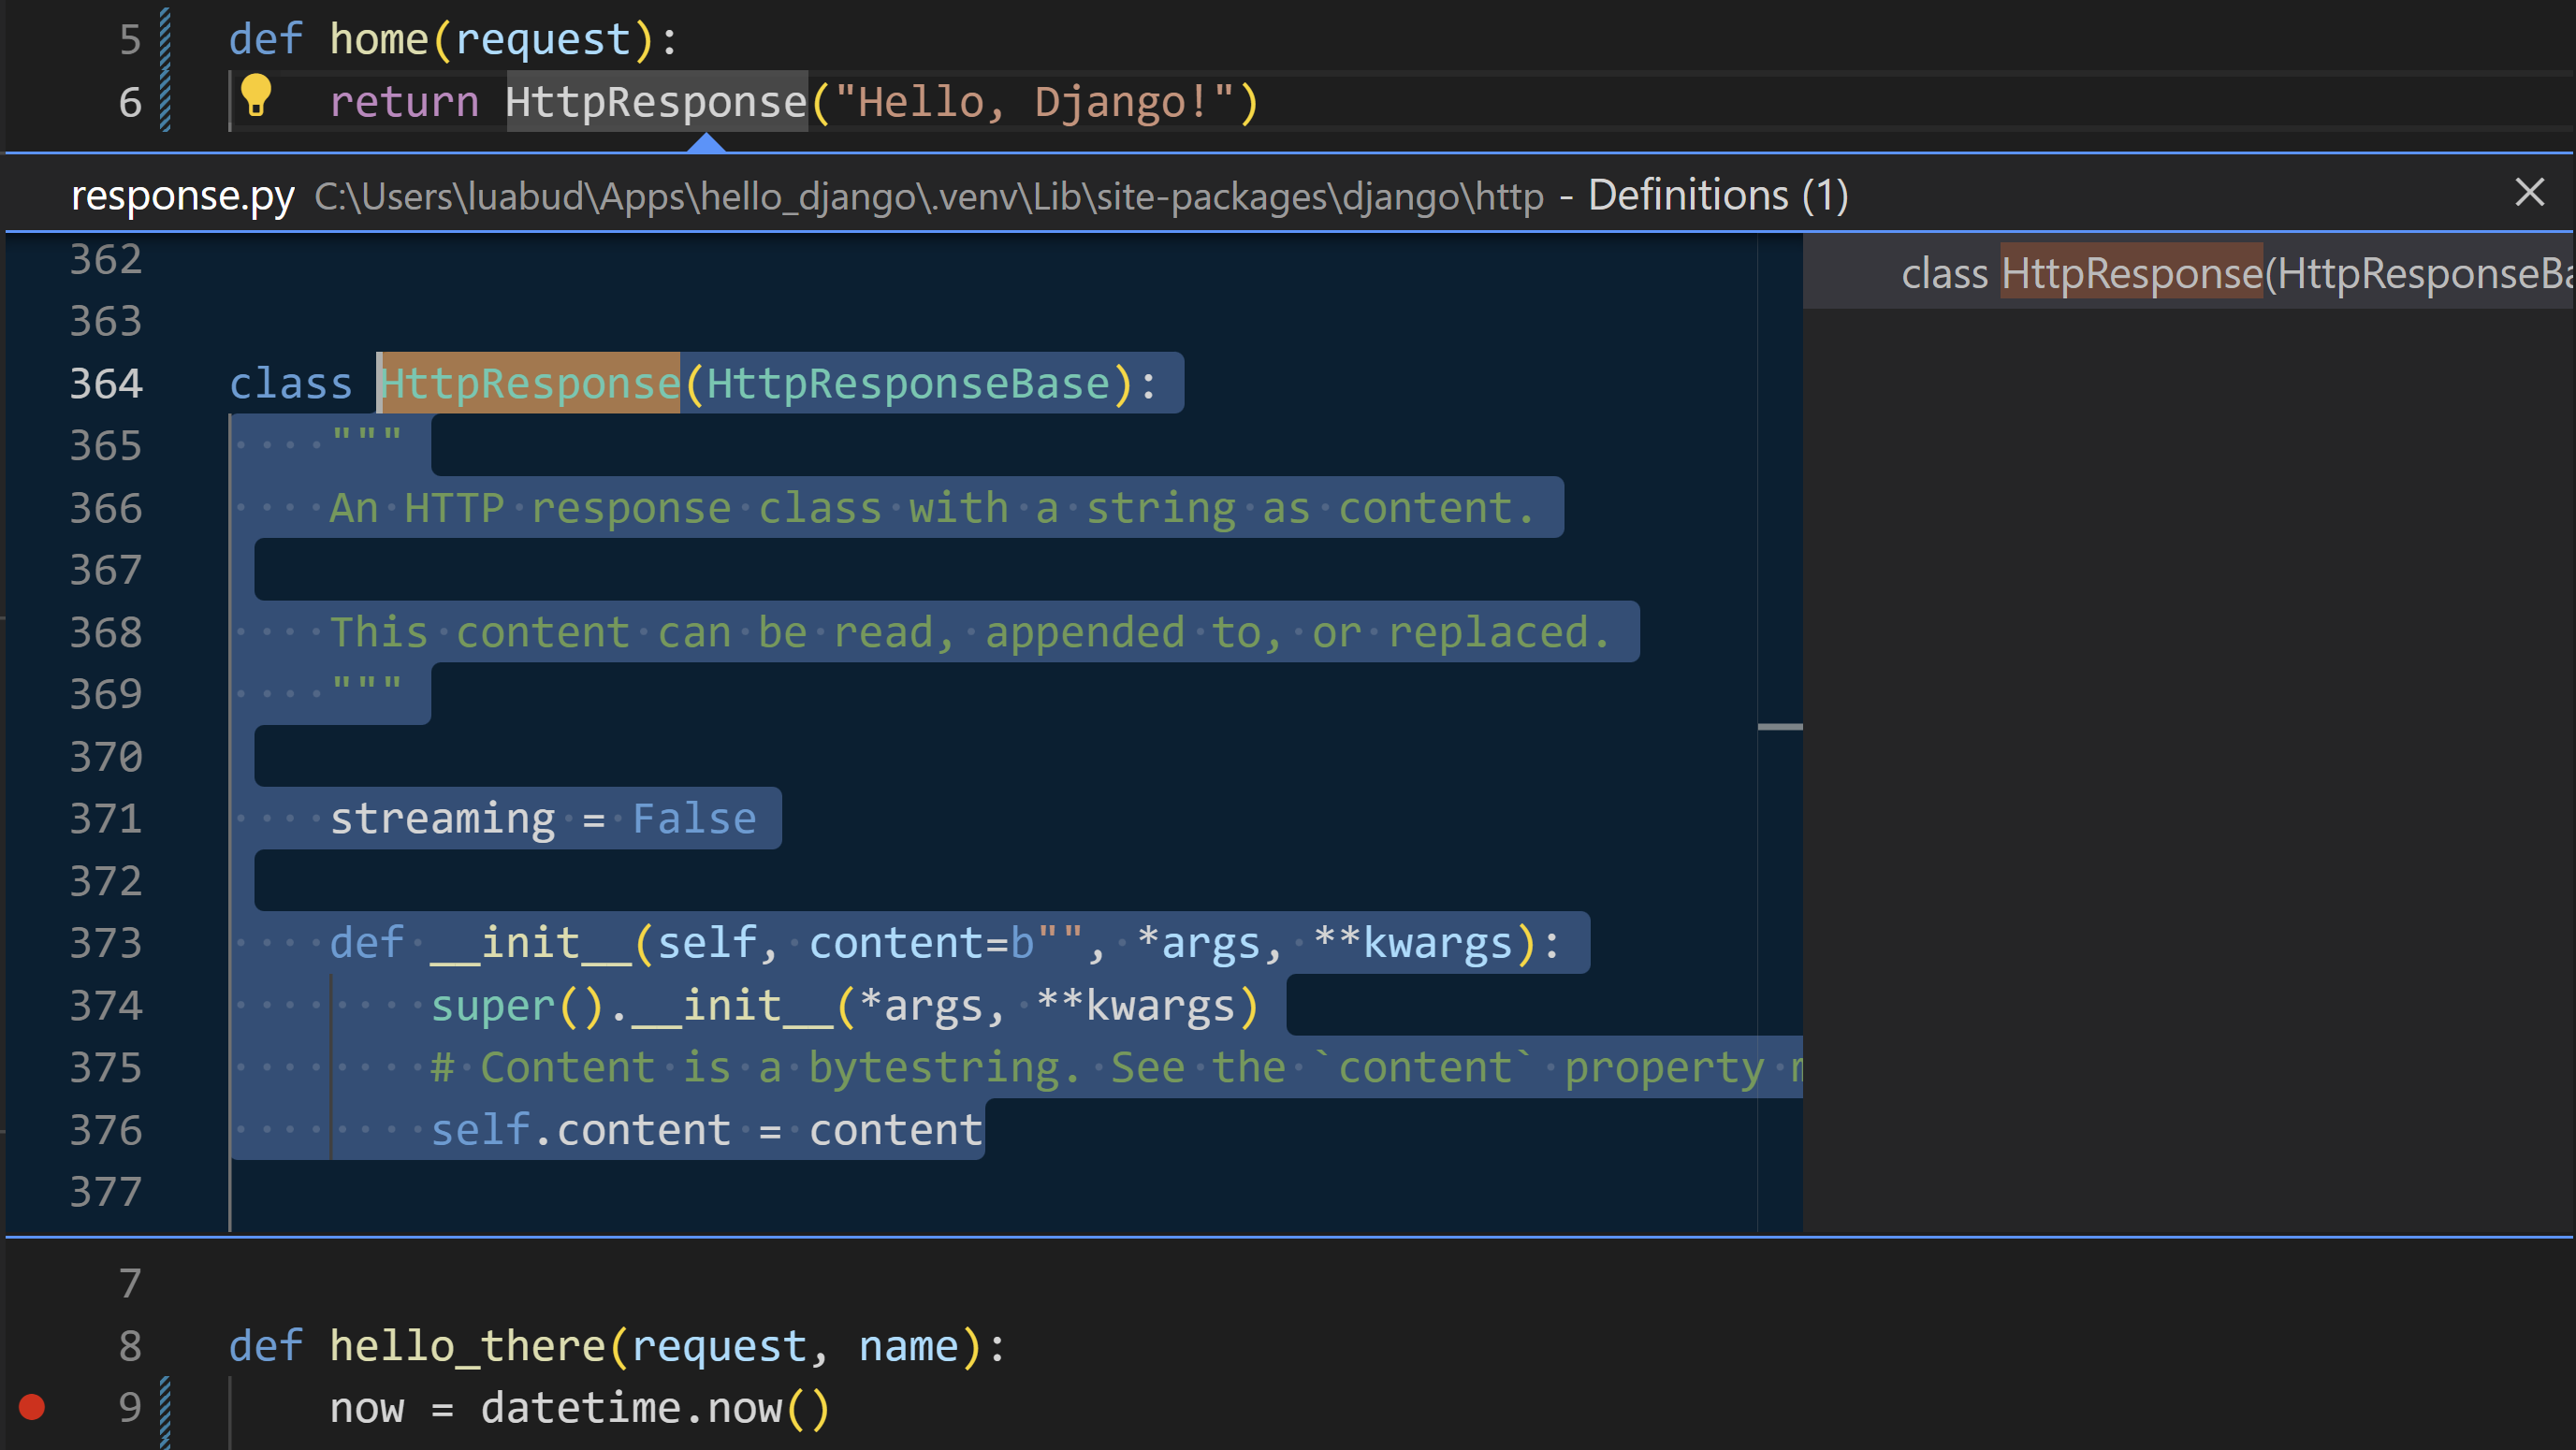 5 def home(request):
6 return HttpResponse("Hello, Django!")
response.py C:\Users\luabud\Apps\hello_django\.venv\Lib\site-packages\django\http - Definitions (1)
362
363
364 class HttpResponse(HttpResponseBase):
365 """
366 An HTTP response class with a string as content.
367
368 This content can be read, appended to, or replaced.
369 """
370
371 streaming = False
372
373 def __init__(self, content=b"", *args, **kwargs):
374 super().__init__(*args, **kwargs)
375 # Content is a bytestring. See the `content` property
376 self.content = content
377
class HttpResponse(HttpResponseBa
7
8 def hello_there(request, name):
9 now = datetime.now()